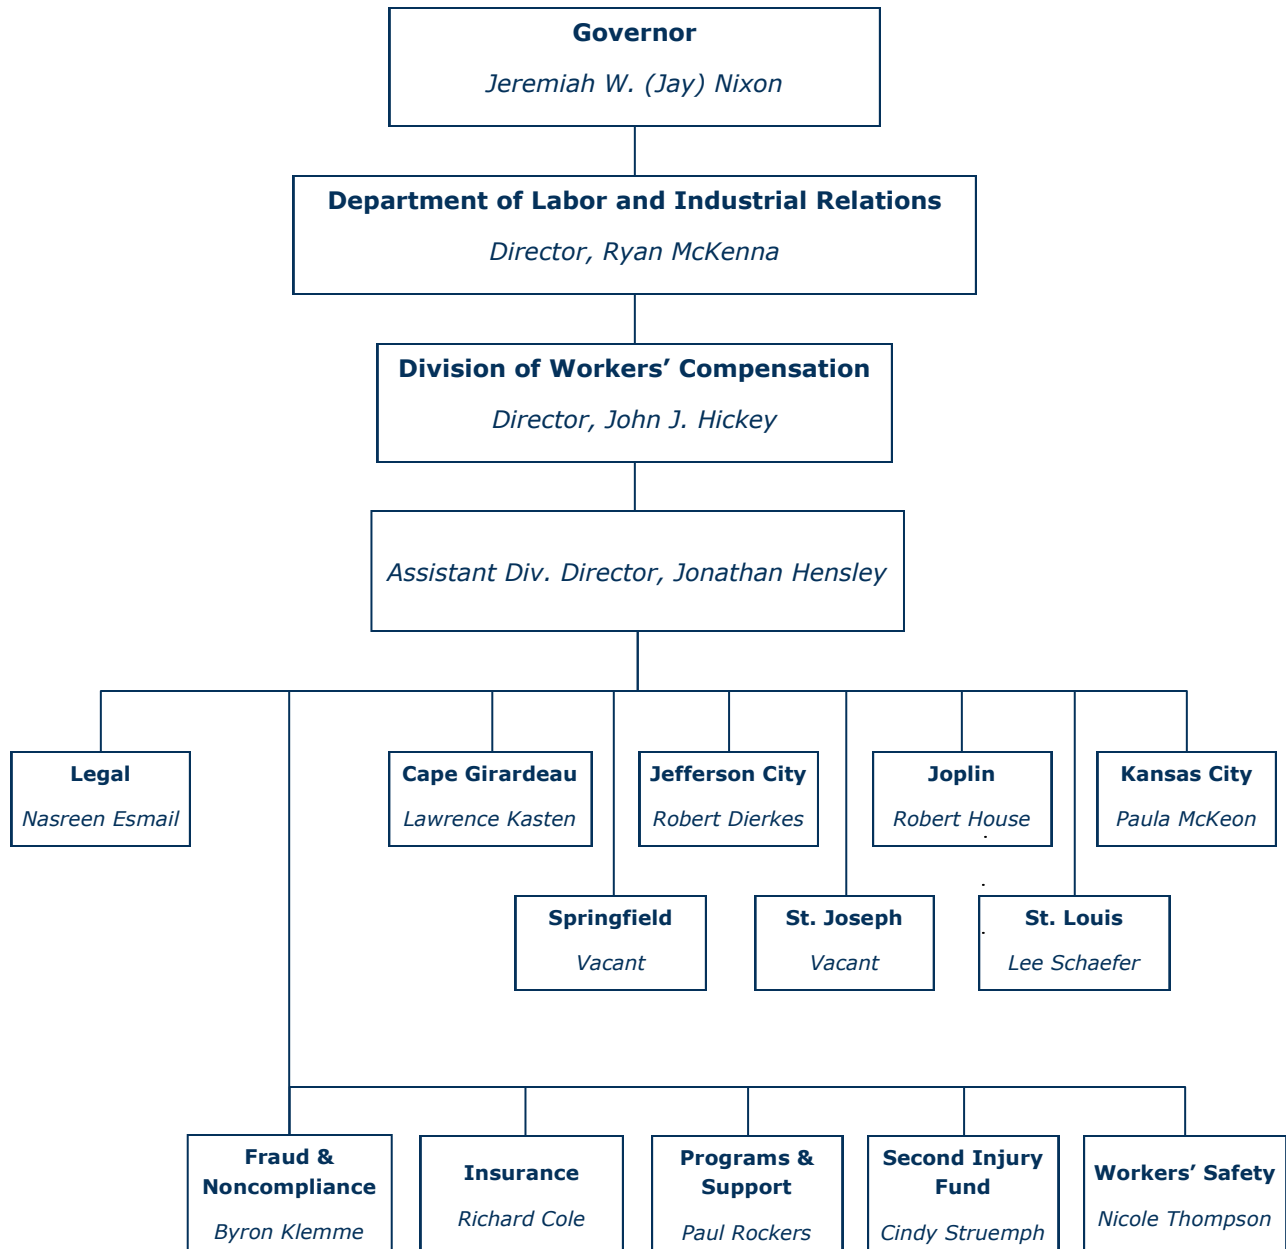 Governor
Jeremiah W. (Jay) Nixon
Department of Labor and Industrial Relations
Director, Ryan McKenna
Division of Workers’ Compensation
Director, John J. Hickey
Assistant Div. Director, Jonathan Hensley
Legal
Nasreen Esmail
Cape Girardeau
Lawrence Kasten
Jefferson City
Robert Dierkes
Joplin
Robert House
Kansas City
Paula McKeon
Springfield
Vacant
St. Joseph
Vacant
St. Louis
Lee Schaefer
Fraud &
Noncompliance
Byron Klemme
Insurance
Richard Cole
Programs &
Support
Paul Rockers
Second Injury
Fund
Cindy Struemph
Workers’ Safety
Nicole Thompson